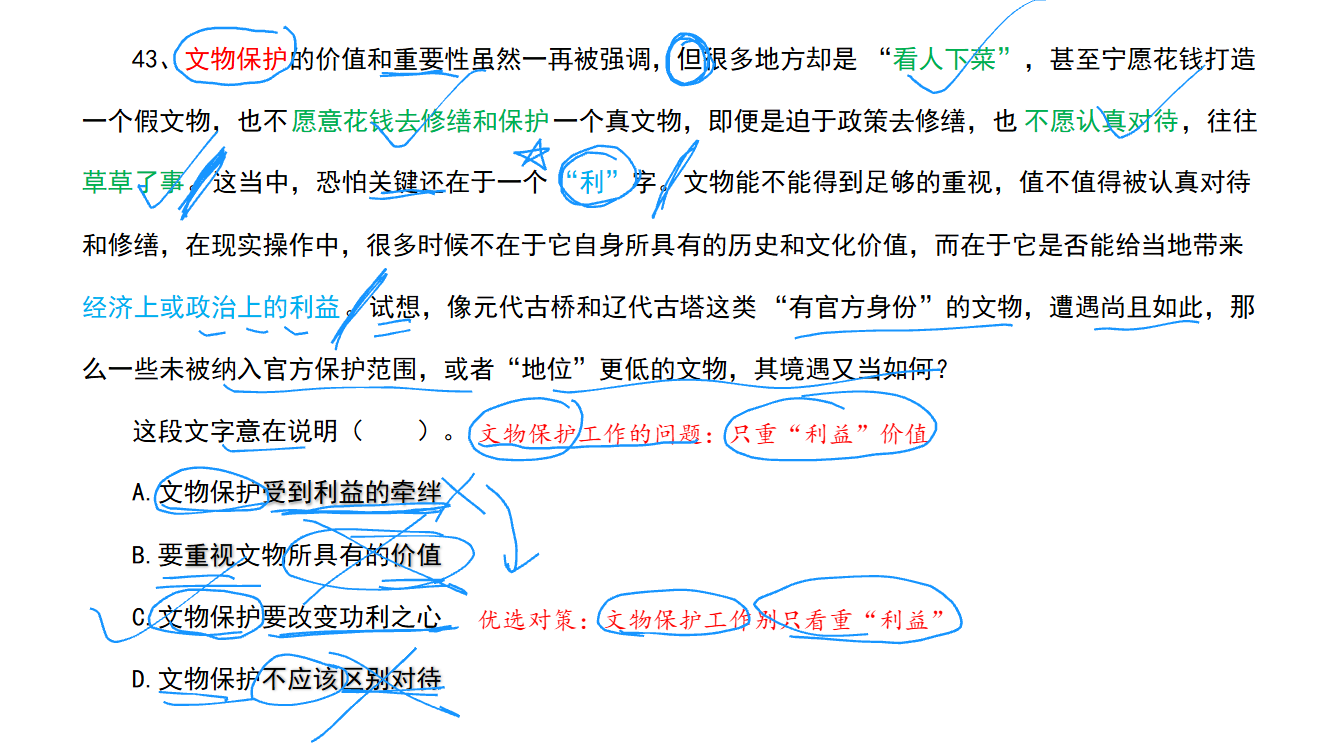 43、文物保护的价值和重要性虽然一再被强调，但很多地方却是“看人下菜”，甚至宁愿花钱打造
一个假文物，也不愿意花钱去修缮和保护一个真文物，即便是迫于政策去修缮，也不愿认真对待，往往
草草了事。这当中，恐怕关键还在于一个“利”字。文物能不能得到足够的重视，值不值得被认真对待
和修缮，在现实操作中，很多时候不在于它自身所具有的历史和文化价值，而在于它是否能给当地带来
经济上或政治上的利益。试想，像元代古桥和辽代古塔这类“有官方身份”的文物，遭遇尚且如此，那
么一些未被纳入官方保护范围，或者“地位”更低的文物，其境遇又当如何？
这段文字意在说明（　　）。文物保护工作的问题：只重“利益”价值
A.文物保护受到利益的牵绊
B.要重视文物所具有的价值
C.文物保护要改变功利之心 优选对策：文物保护工作别只看重“利益”
D.文物保护不应该区别对待